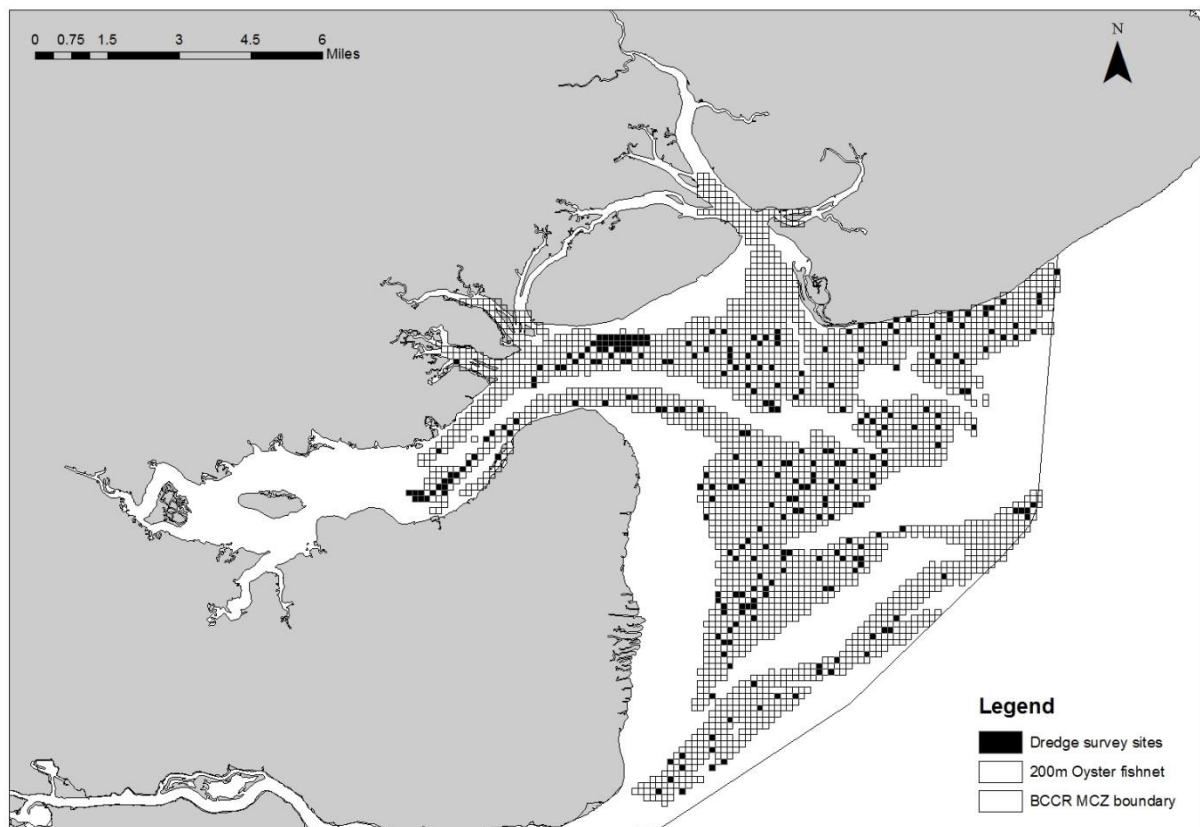 0 0.75 1.5 3 4.5 6
Miles
N
Legend
Dredge survey sites
200m Oyster fishnet
BCCR MCZ boundary